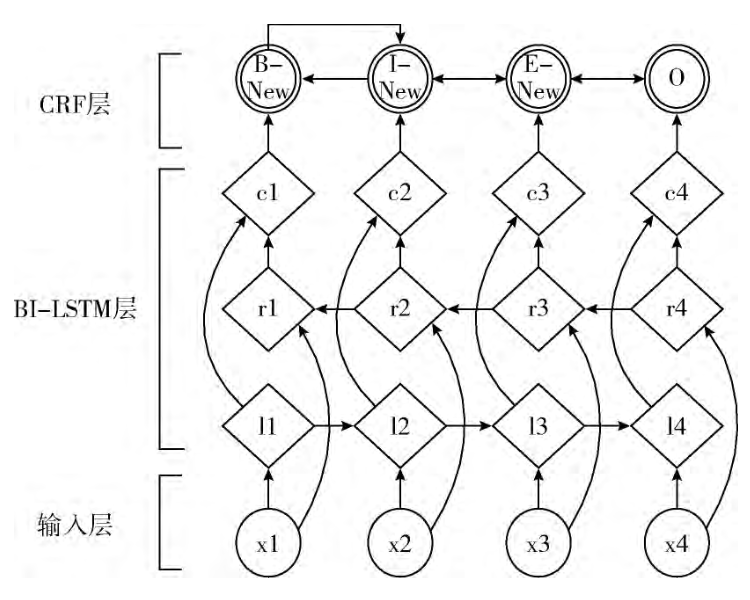 CRF层
B-
New
I-
New
E-
New
O
c1
c2
c3
c4
BI-LSTM层
r1
r2
r3
r4
l1
l2
l3
l4
输入层
x1
x2
x3
x4